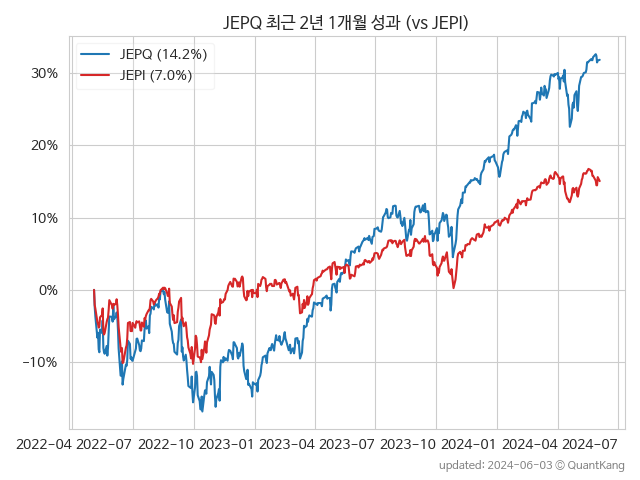 JEPQ 최근 2년 1개월 성과 (vs JEPI)
JEPQ (14.2%)
JEPI (7.0%)
30%
20%
10%
0%
−10%
2022-04 2022-07 2022-10 2023-01 2023-04 2023-07 2023-10 2024-01 2024-04 2024-07
updated: 2024-06-03 © QuantKang